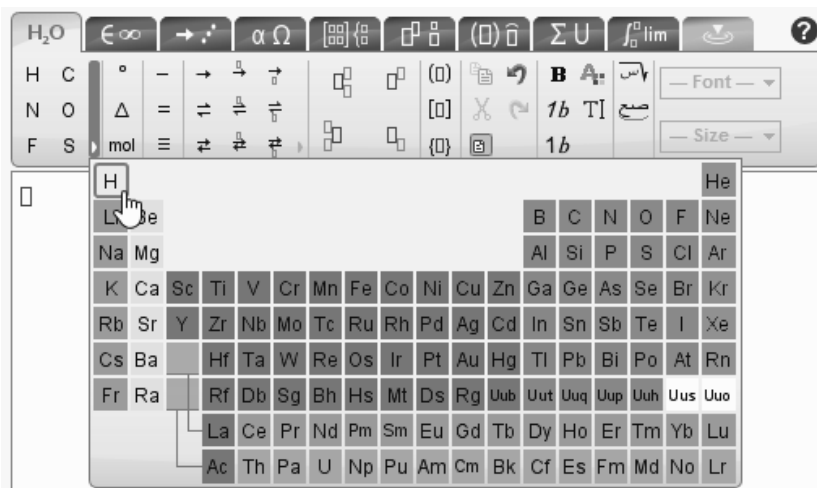 H₂O ∈∞ → αΩ [] {} () ΣU ∫ lim ?
H C ° − → () B A پاس — Font —
N O Δ = ⇌ [] 1b TI صح
F S mol ≡ ⇄ {} 1b — Size —
H He
Li Be B C N O F Ne
Na Mg Al Si P S Cl Ar
K Ca Sc Ti V Cr Mn Fe Co Ni Cu Zn Ga Ge As Se Br Kr
Rb Sr Y Zr Nb Mo Tc Ru Rh Pd Ag Cd In Sn Sb Te I Xe
Cs Ba Hf Ta W Re Os Ir Pt Au Hg Tl Pb Bi Po At Rn
Fr Ra Rf Db Sg Bh Hs Mt Ds Rg Uub Uut Uuq Uup Uuh Uus Uuo
La Ce Pr Nd Pm Sm Eu Gd Tb Dy Ho Er Tm Yb Lu
Ac Th Pa U Np Pu Am Cm Bk Cf Es Fm Md No Lr